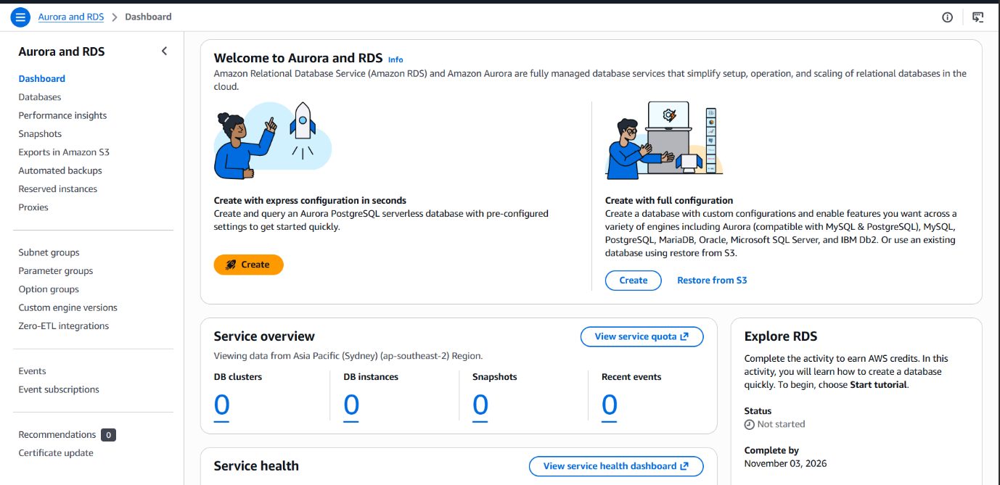 Aurora and RDS > Dashboard
Aurora and RDS
Dashboard
Databases
Performance insights
Snapshots
Exports in Amazon S3
Automated backups
Reserved instances
Proxies
Subnet groups
Parameter groups
Option groups
Custom engine versions
Zero-ETL integrations
Events
Event subscriptions
Recommendations 0
Certificate update
Welcome to Aurora and RDS Info
Amazon Relational Database Service (Amazon RDS) and Amazon Aurora are fully managed database services that simplify setup, operation, and scaling of relational databases in the
cloud.
Create with express configuration in seconds
Create and query an Aurora PostgreSQL serverless database with pre-configured
settings to get started quickly.
Create
Create with full configuration
Create a database with custom configurations and enable features you want across a
variety of engines including Aurora (compatible with MySQL & PostgreSQL), MySQL,
PostgreSQL, MariaDB, Oracle, Microsoft SQL Server, and IBM Db2. Or use an existing
database using restore from S3.
Create Restore from S3
Service overview
View service quota
Viewing data from Asia Pacific (Sydney) (ap-southeast-2) Region.
DB clusters DB instances Snapshots Recent events
0 0 0 0
Service health
View service health dashboard
Explore RDS
Complete the activity to earn AWS credits. In this
activity, you will learn how to create a database
quickly. To begin, choose Start tutorial.
Status
Not started
Complete by
November 03, 2026